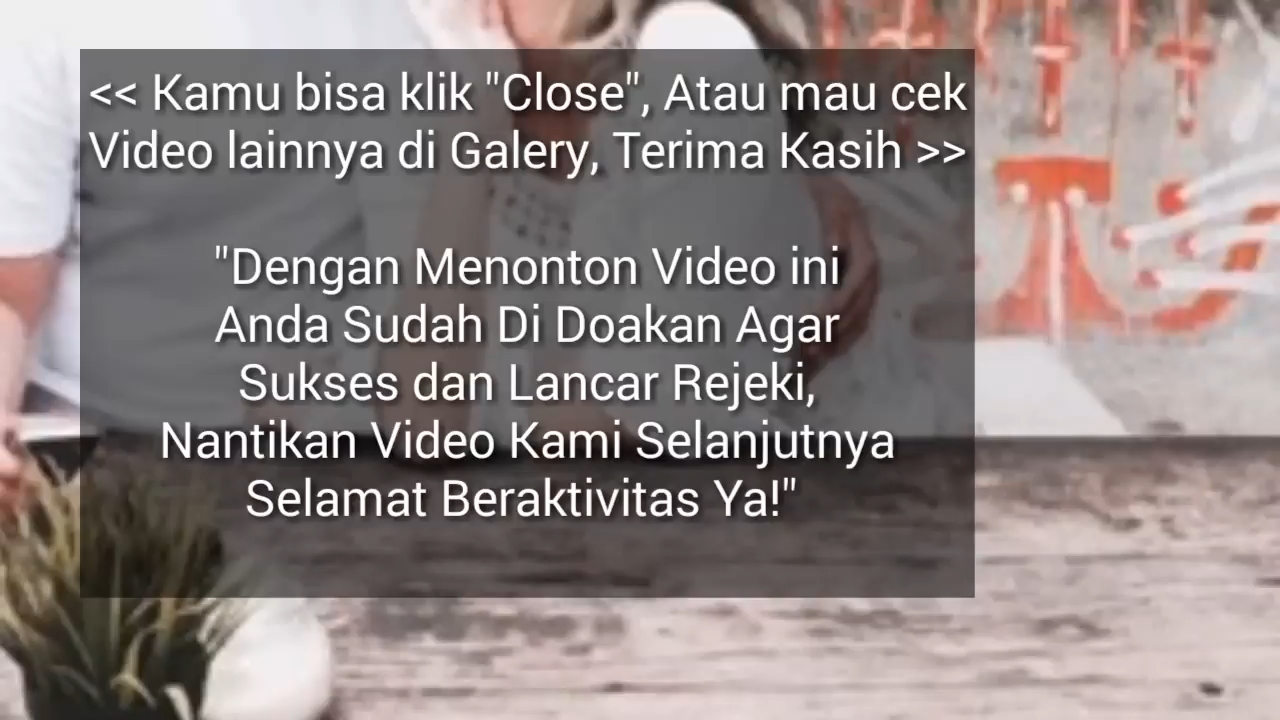 << Kamu bisa klik "Close", Atau mau cek
Video lainnya di Galery, Terima Kasih >>
"Dengan Menonton Video ini
Anda Sudah Di Doakan Agar
Sukses dan Lancar Rejeki,
Nantikan Video Kami Selanjutnya
Selamat Beraktivitas Ya!"